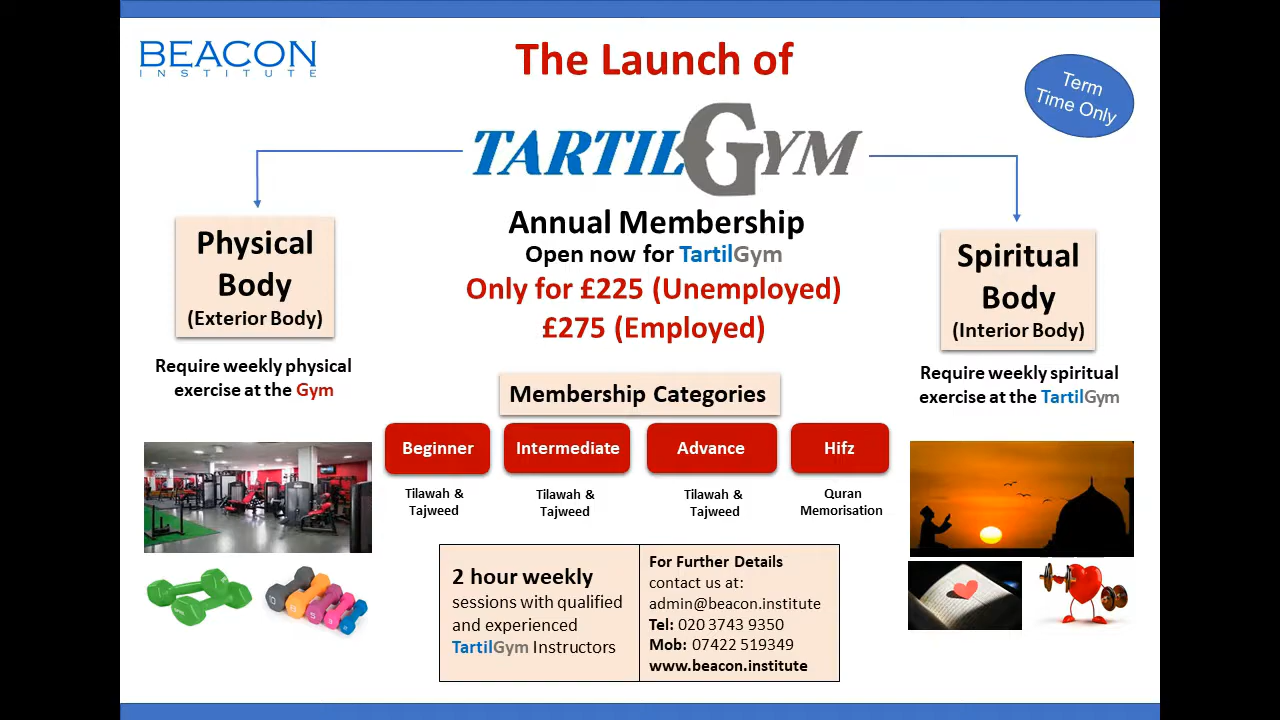 BEACON
INSTITUTE
The Launch of
Term
Time Only
TARTILGYM
Annual Membership
Open now for TartilGym
Only for £225 (Unemployed)
£275 (Employed)
Physical
Body
(Exterior Body)
Require weekly physical
exercise at the Gym
Spiritual
Body
(Interior Body)
Require weekly spiritual
exercise at the TartilGym
Membership Categories
Beginner
Tilawah &
Tajweed
Intermediate
Tilawah &
Tajweed
Advance
Tilawah &
Tajweed
Hifz
Quran
Memorisation
2 hour weekly
sessions with qualified
and experienced
TartilGym Instructors
For Further Details
contact us at:
admin@beacon.institute
Tel: 020 3743 9350
Mob: 07422 519349
www.beacon.institute